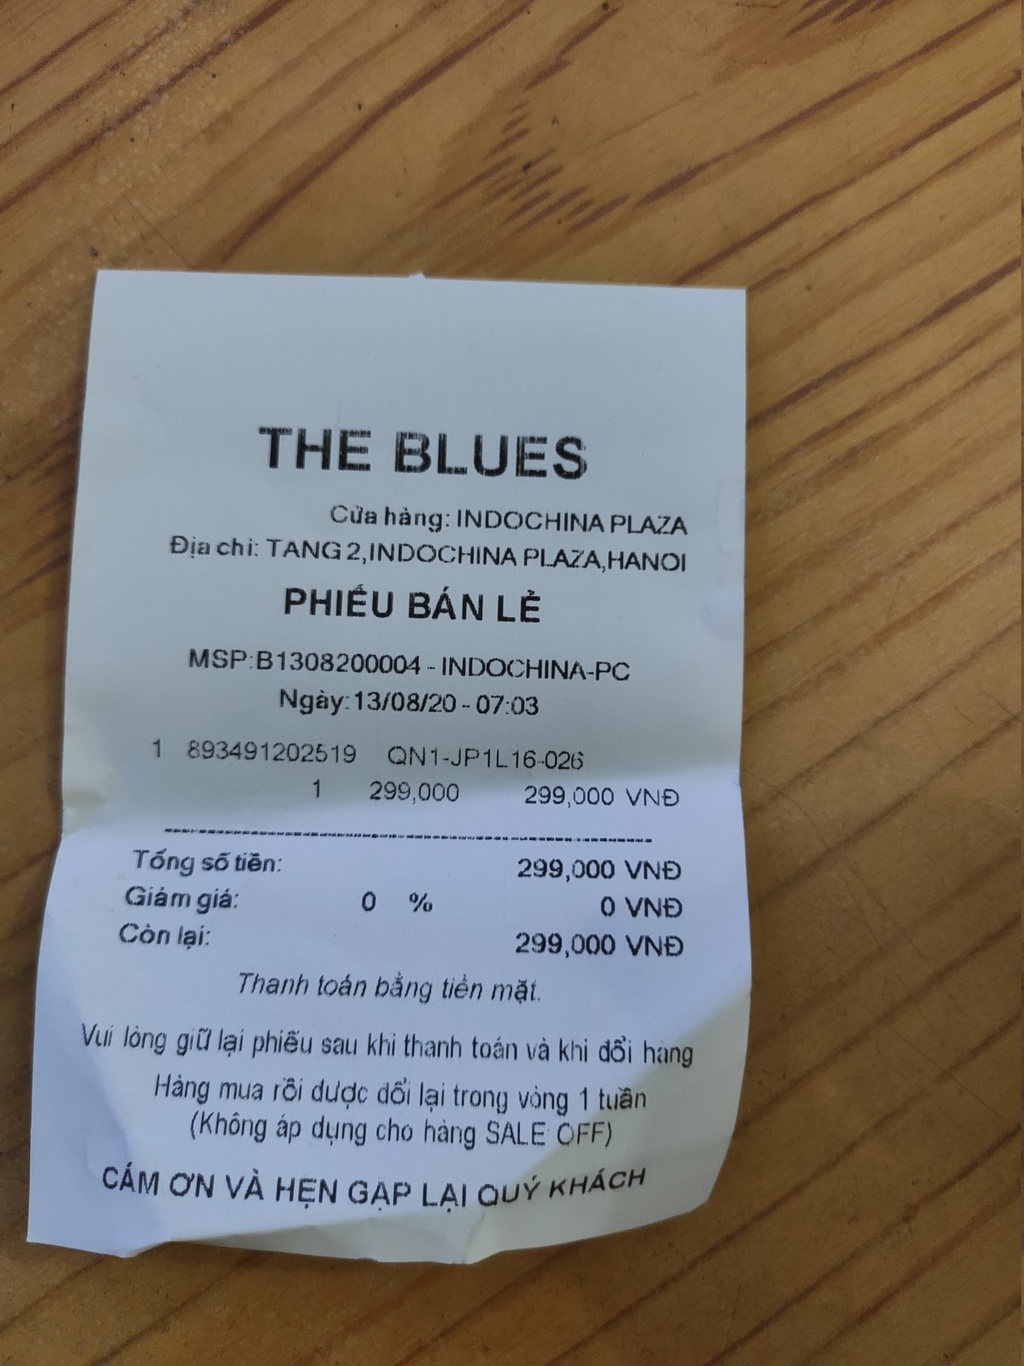 THE BLUES
Cửa hàng: INDOCHINA PLAZA
Địa chỉ: TANG 2,INDOCHINA PLAZA,HANOI
PHIẾU BÁN LẺ
MSP:B1308200004 - INDOCHINA-PC
Ngày:13/08/20 - 07:03
1 893491202519 QN1-JP1L16-026
1 299,000 299,000 VNĐ
Tổng số tiền: 299,000 VNĐ
Giảm giá: 0 % 0 VNĐ
Còn lại: 299,000 VNĐ
Thanh toán bằng tiền mặt.
Vui lòng giữ lại phiếu sau khi thanh toán và khi đổi hàng
Hàng mua rồi được đổi lại trong vòng 1 tuần
(Không áp dụng cho hàng SALE OFF)
CÁM ƠN VÀ HẸN GẶP LẠI QUÝ KHÁCH